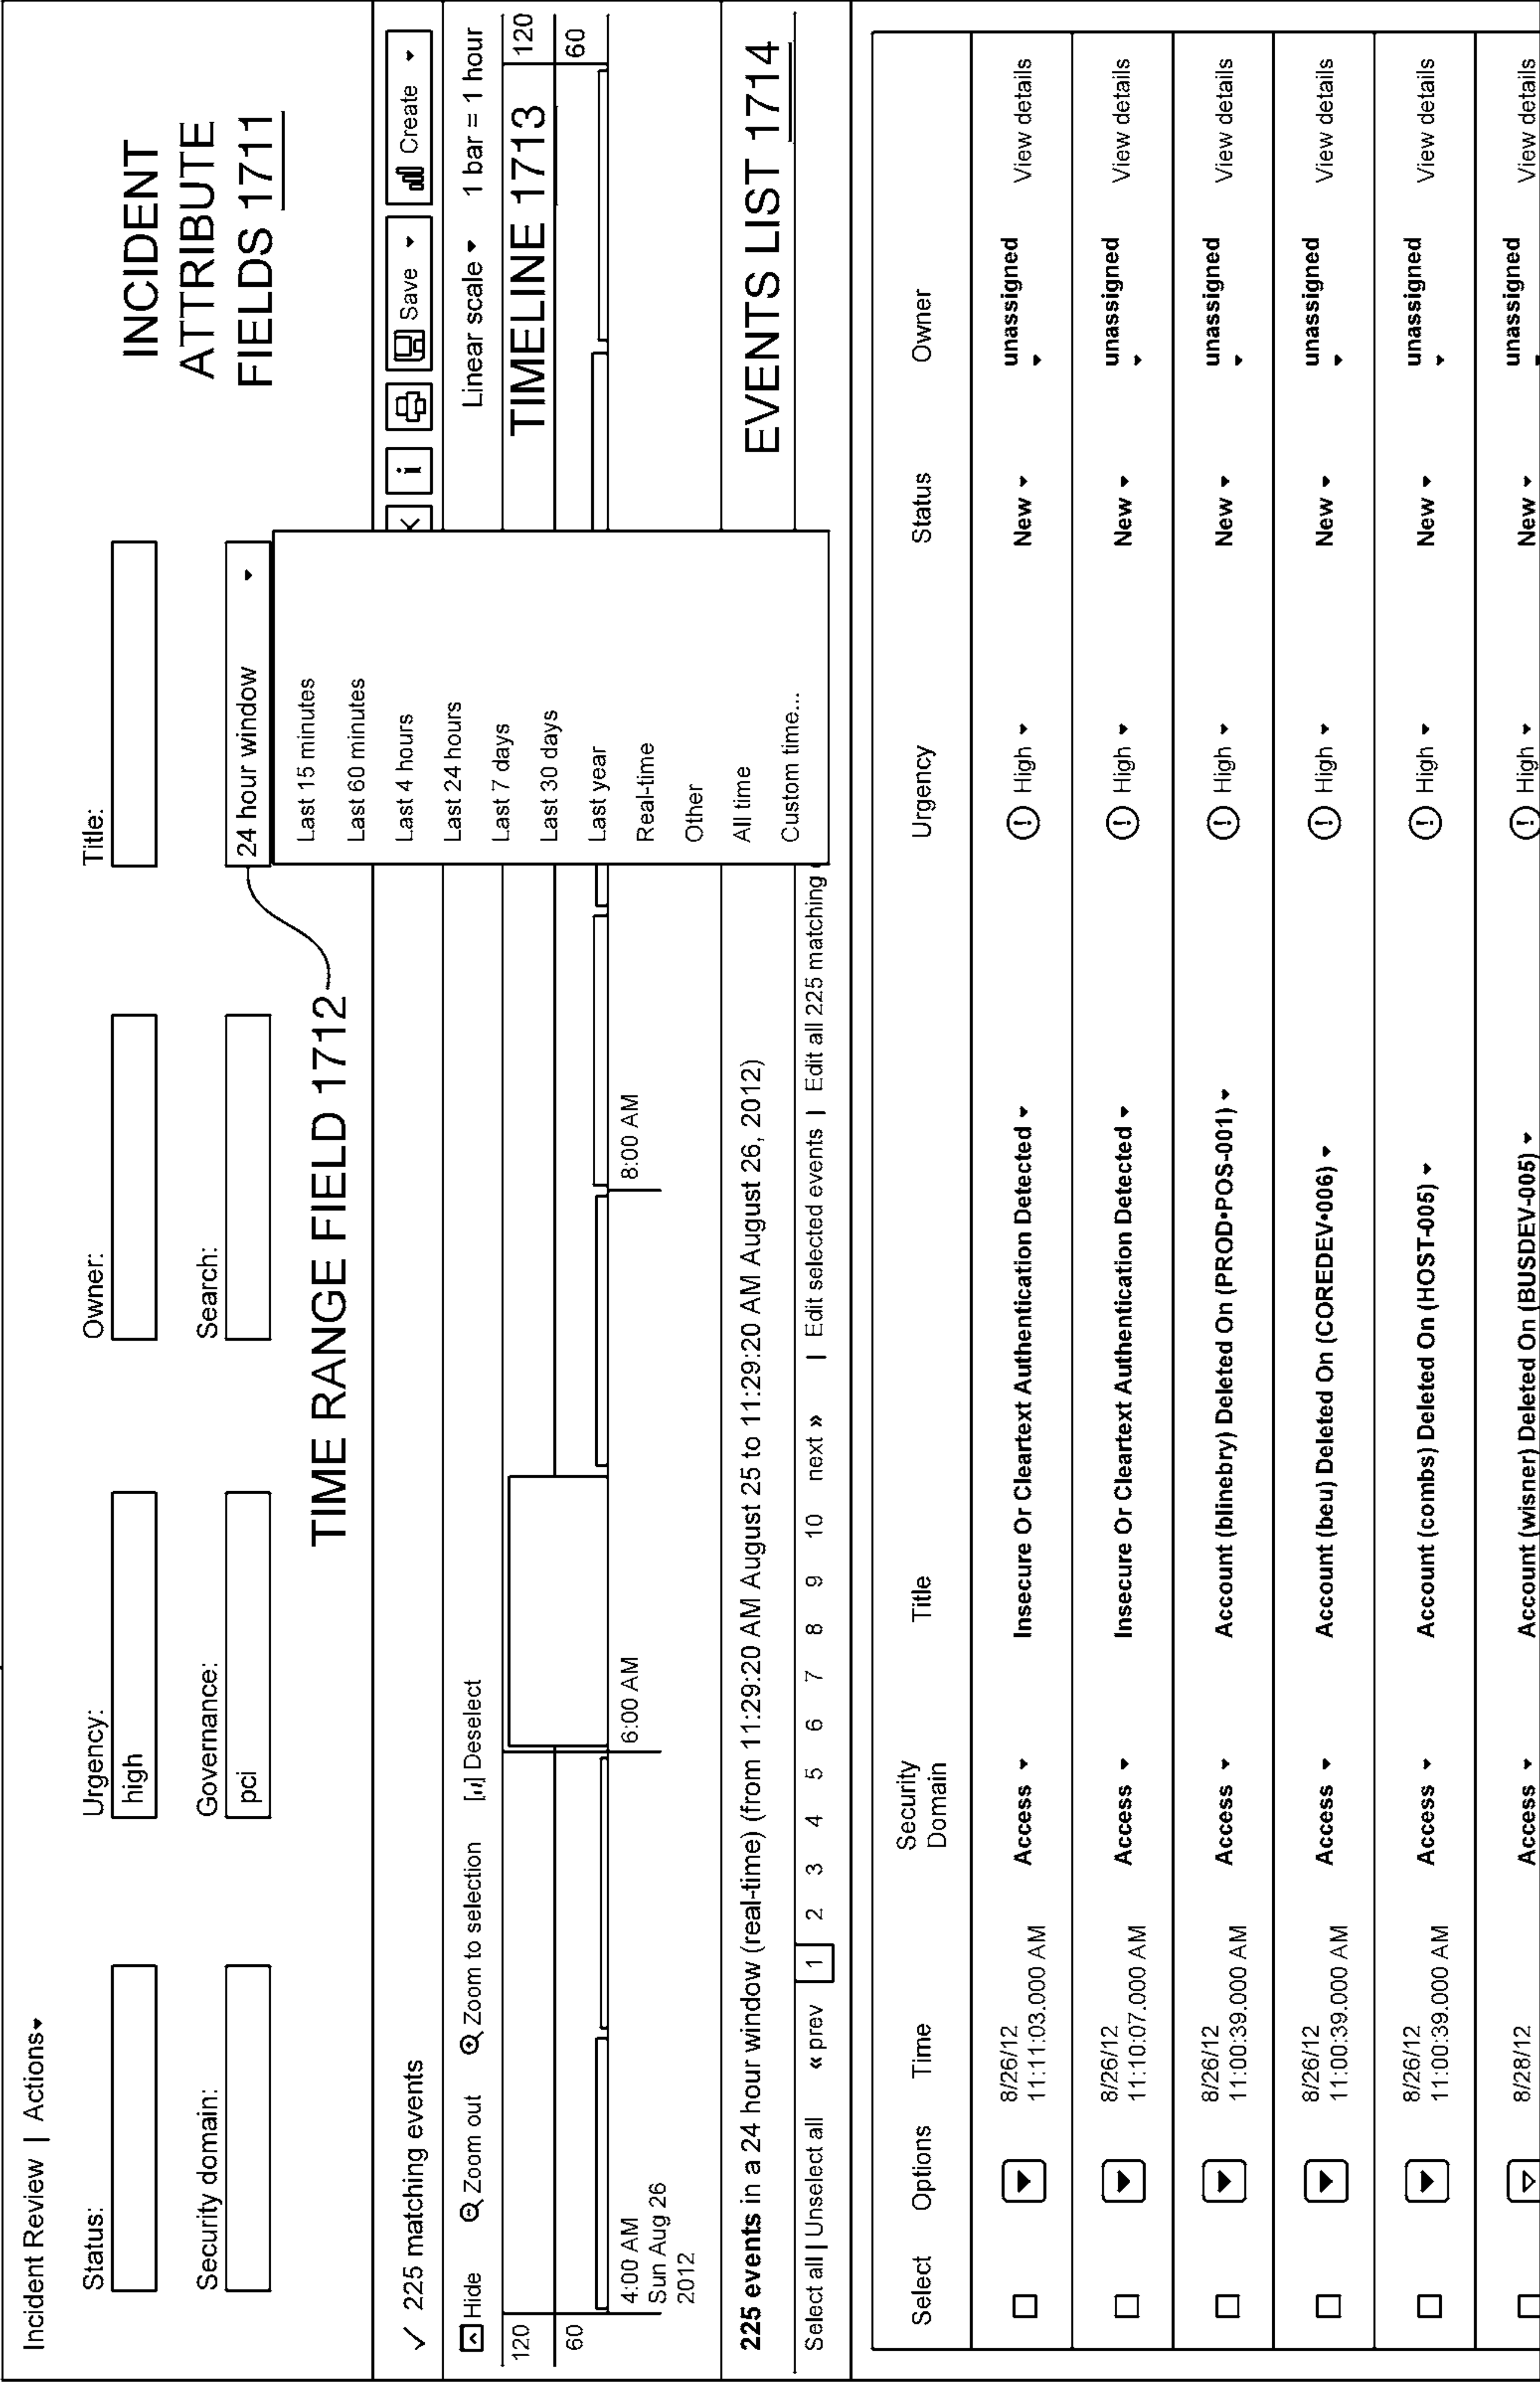 Incident Review | Actions
INCIDENT
ATTRIBUTE
FIELDS 1711
Status:
Urgency:
high
Owner:
Title:
Security domain:
Governance:
pci
Search:
24 hour window
TIME RANGE FIELD 1712
Last 15 minutes
Last 60 minutes
Last 4 hours
Last 24 hours
Last 7 days
Last 30 days
Last year
Real-time
Other
All time
Custom time...
✓ 225 matching events
i
Save
Create
Hide Zoom out Zoom to selection Deselect
Linear scale 1 bar = 1 hour
TIMELINE 1713
120 120
60 60
4:00 AM
Sun Aug 26
2012
6:00 AM
8:00 AM
225 events in a 24 hour window (real-time) (from 11:29:20 AM August 25 to 11:29:20 AM August 26, 2012)
EVENTS LIST 1714
Select all | Unselect all « prev 1 2 3 4 5 6 7 8 9 10 next » | Edit selected events | Edit all 225 matching
Select Options Time Security Domain Title Urgency Status Owner
8/26/12
11:11:03.000 AM Access Insecure Or Cleartext Authentication Detected High New unassigned View details
8/26/12
11:10:07.000 AM Access Insecure Or Cleartext Authentication Detected High New unassigned View details
8/26/12
11:00:39.000 AM Access Account (blinebry) Deleted On (PROD•POS-001) High New unassigned View details
8/26/12
11:00:39.000 AM Access Account (beu) Deleted On (COREDEV•006) High New unassigned View details
8/26/12
11:00:39.000 AM Access Account (combs) Deleted On (HOST-005) High New unassigned View details
8/28/12 Access Account (wisner) Deleted On (BUSDEV-005) High New unassigned View details